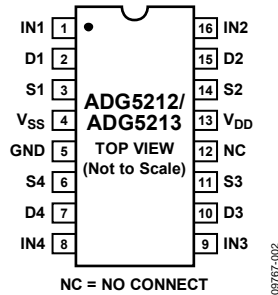 IN1 1 16 IN2
D1 2 15 D2
S1 3 14 S2
VSS 4 13 VDD
GND 5 12 NC
S4 6 11 S3
D4 7 10 D3
IN4 8 9 IN3
ADG5212/
ADG5213
TOP VIEW
(Not to Scale)
NC = NO CONNECT
09767-002